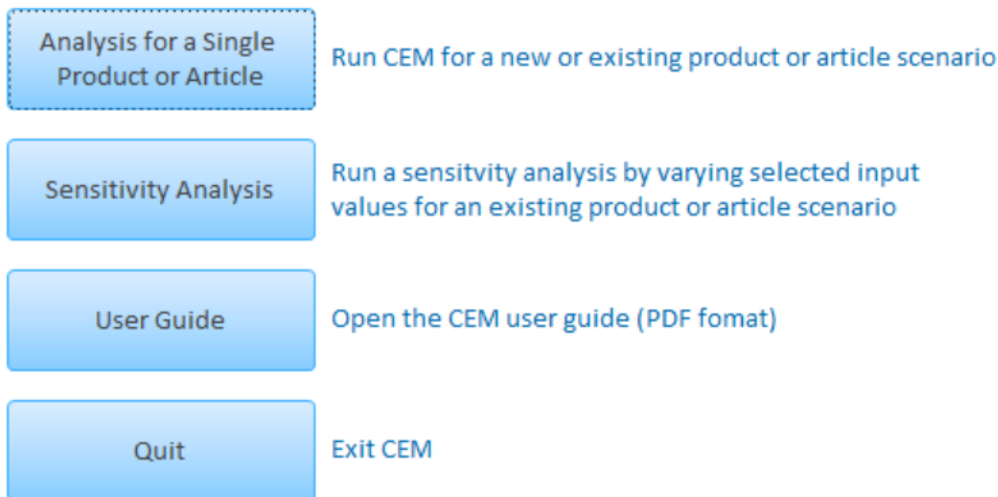 Analysis for a Single
Product or Article
Run CEM for a new or existing product or article scenario
Sensitivity Analysis
Run a sensitvity analysis by varying selected input
values for an existing product or article scenario
User Guide
Open the CEM user guide (PDF fomat)
Quit
Exit CEM